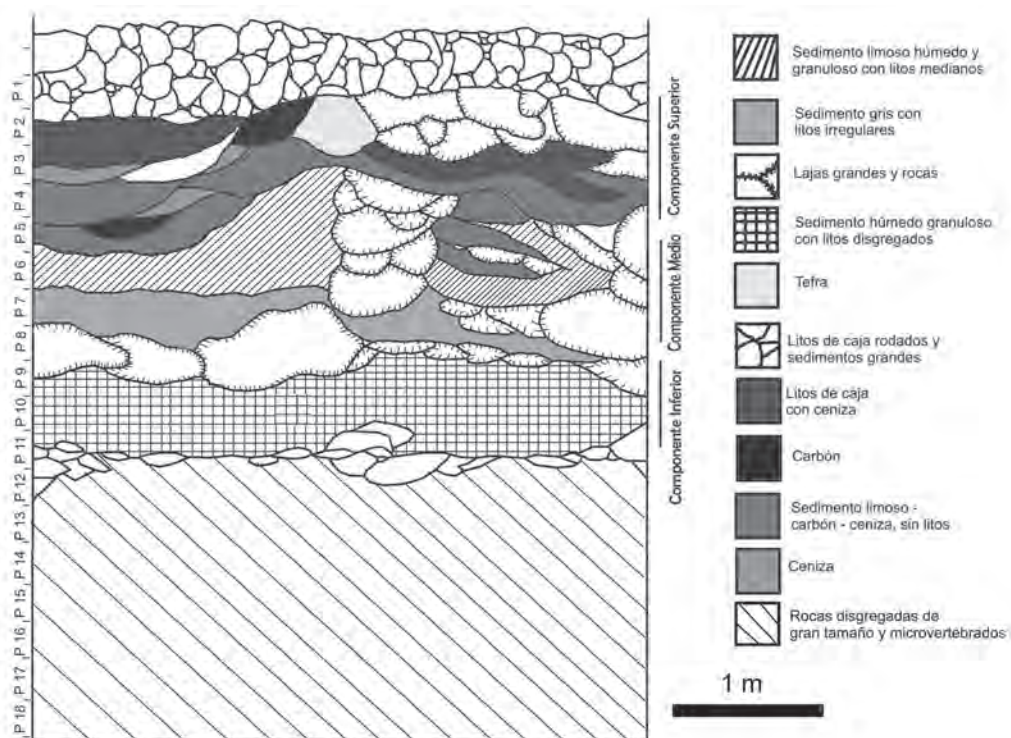 P 1
P 2
P 3
P 4
P 5
P 6
P 7
P 8
P 9
P 10
P 11
P 12
P 13
P 14
P 15
P 16
P 17
P 18
Componente Superior
Componente Medio
Componente Inferior
Sedimento limoso húmedo y
granuloso con litos medianos
Sedimento gris con
litos irregulares
Lajas grandes y rocas
Sedimento húmedo granuloso
con litos disgregados
Tefra
Litos de caja rodados y
sedimentos grandes
Litos de caja
con ceniza
Carbón
Sedimento limoso -
carbón - ceniza, sin litos
Ceniza
Rocas disgregadas de
gran tamaño y microvertebrados
1 m